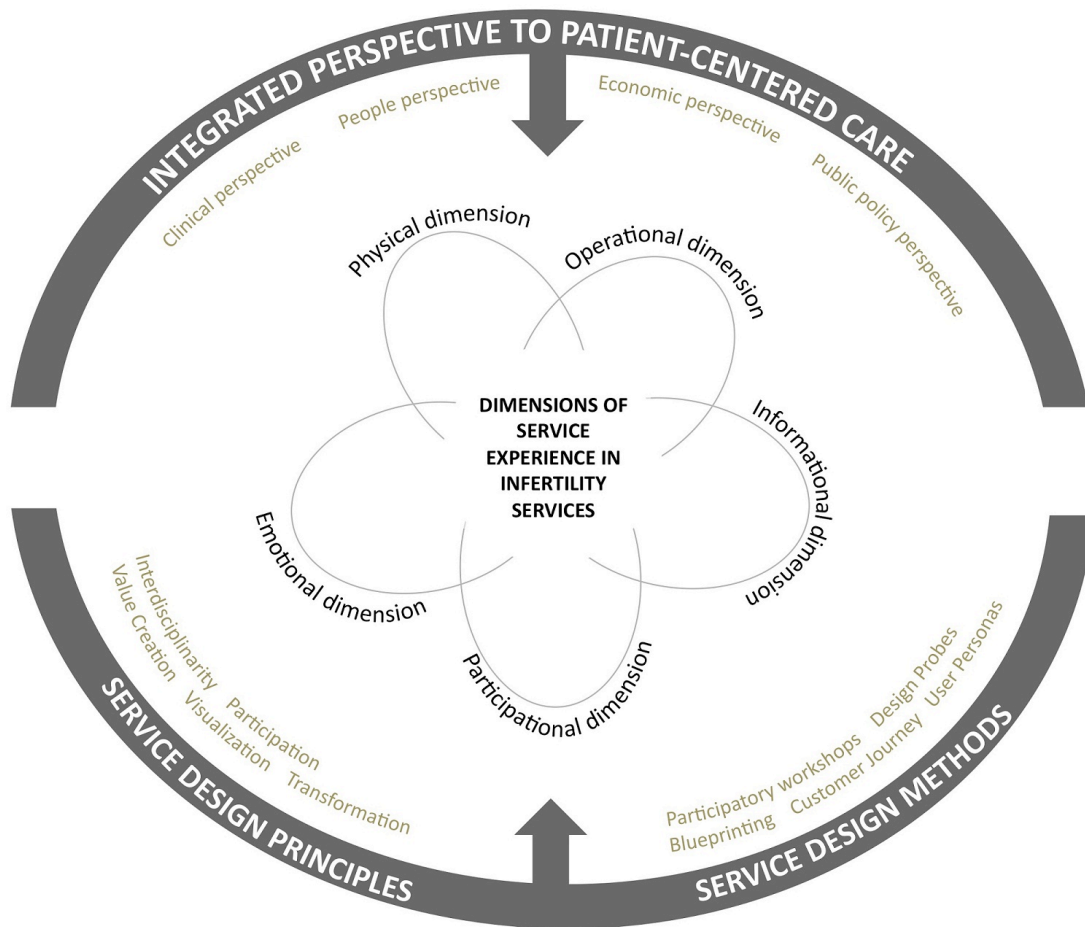 INTEGRATED PERSPECTIVE TO PATIENT-CENTERED CARE
Clinical perspective
People perspective
Economic perspective
Public policy perspective
Physical dimension
Operational dimension
DIMENSIONS OF
SERVICE
EXPERIENCE IN
INFERTILITY
SERVICES
Informational dimension
Emotional dimension
Participational dimension
Interdisciplinarity Participation
Value Creation Visualization Transformation
SERVICE DESIGN PRINCIPLES
Participatory workshops Design Probes
Blueprinting Customer Journey User Personas
SERVICE DESIGN METHODS